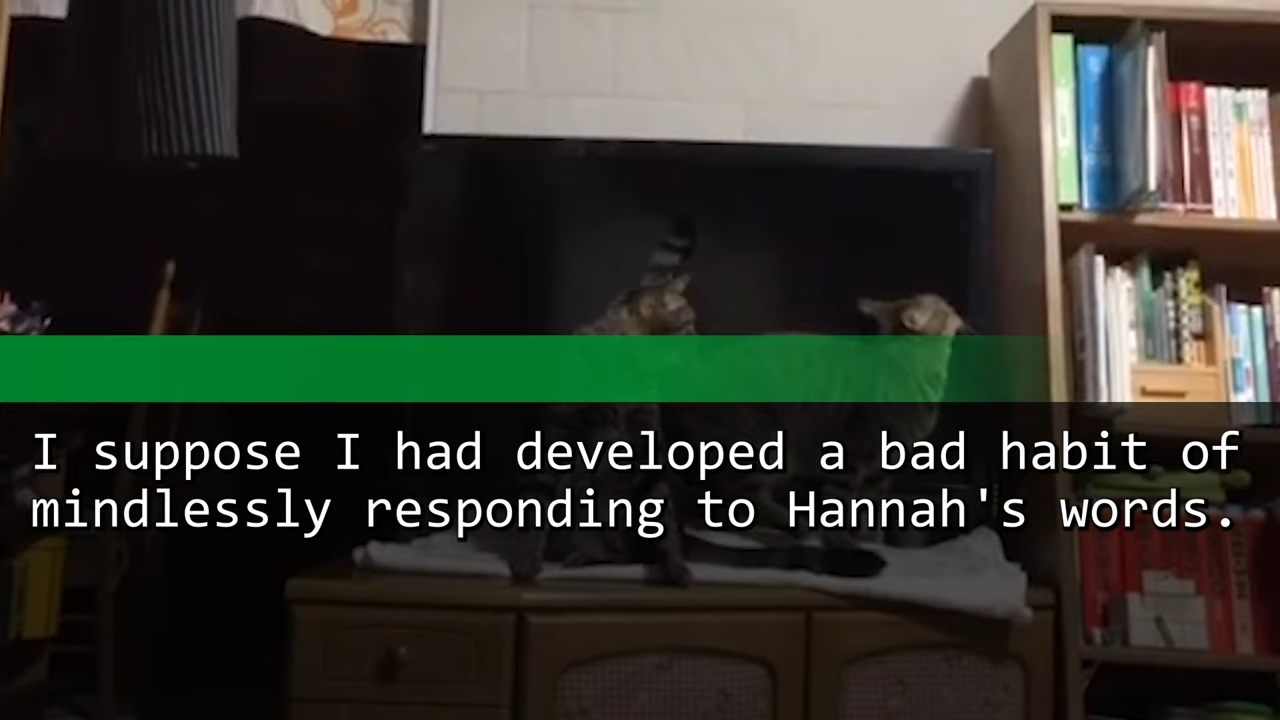 I suppose I had developed a bad habit of
mindlessly responding to Hannah's words.